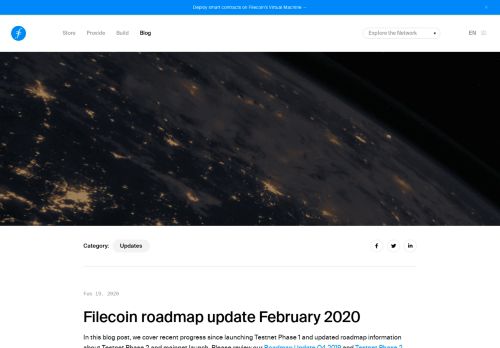 Deploy smart contracts on Filecoin's Virtual Machine
Store Provide Build Blog
Explore the Network
EN
Category: Updates
Feb 19, 2020
Filecoin roadmap update February 2020
In this blog post, we cover recent progress since launching Testnet Phase 1 and updated roadmap information
about Testnet Phase 2 and mainnet launch. Please review our Roadmap Update Q4 2019 and Testnet Phase 2